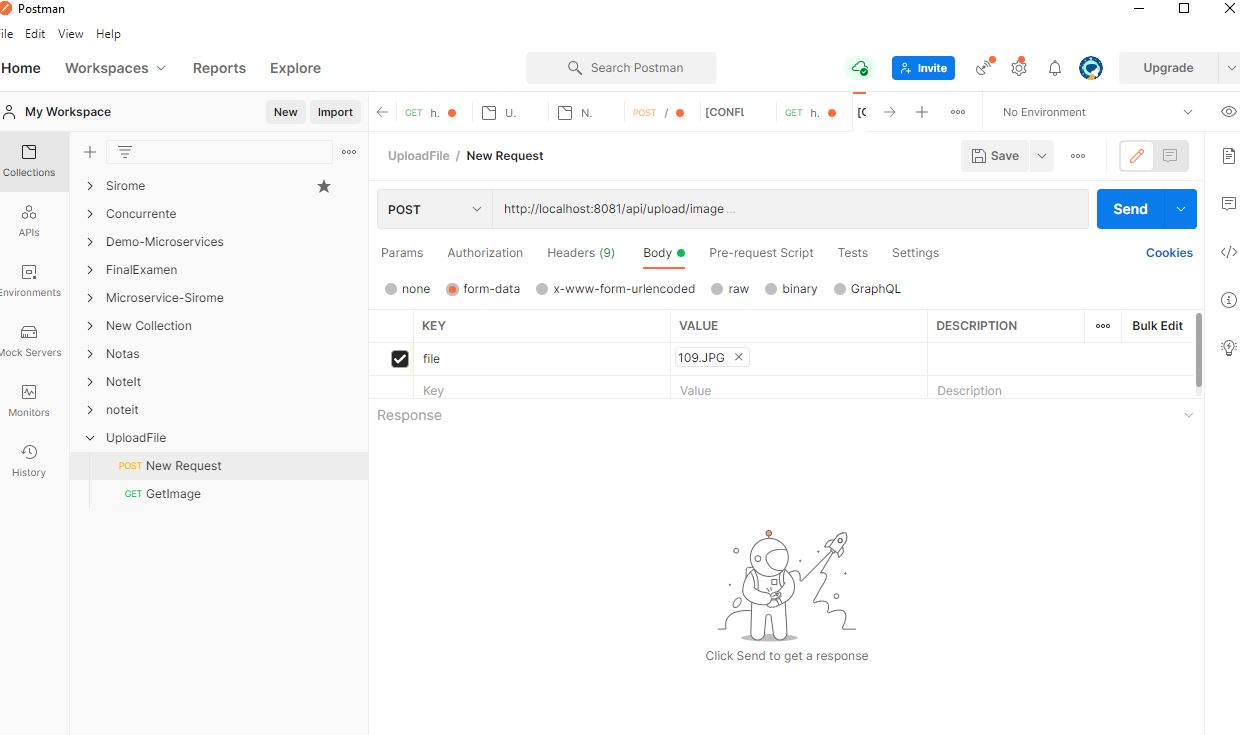 Postman
ile Edit View Help
Home Workspaces Reports Explore Search Postman Invite Upgrade
My Workspace New Import GET h. U. N. POST / [CONFL GET h. [C No Environment
Collections
APIs
Environments
Mock Servers
Monitors
History
Sirome
Concurrente
Demo-Microservices
FinalExamen
Microservice-Sirome
New Collection
Notas
NoteIt
noteit
UploadFile
POST New Request
GET GetImage
UploadFile / New Request Save
POST http://localhost:8081/api/upload/image ... Send
Params Authorization Headers (9) Body Pre-request Script Tests Settings Cookies
none form-data x-www-form-urlencoded raw binary GraphQL
KEY VALUE DESCRIPTION Bulk Edit
file 109.JPG
Key Value Description
Response
Click Send to get a response